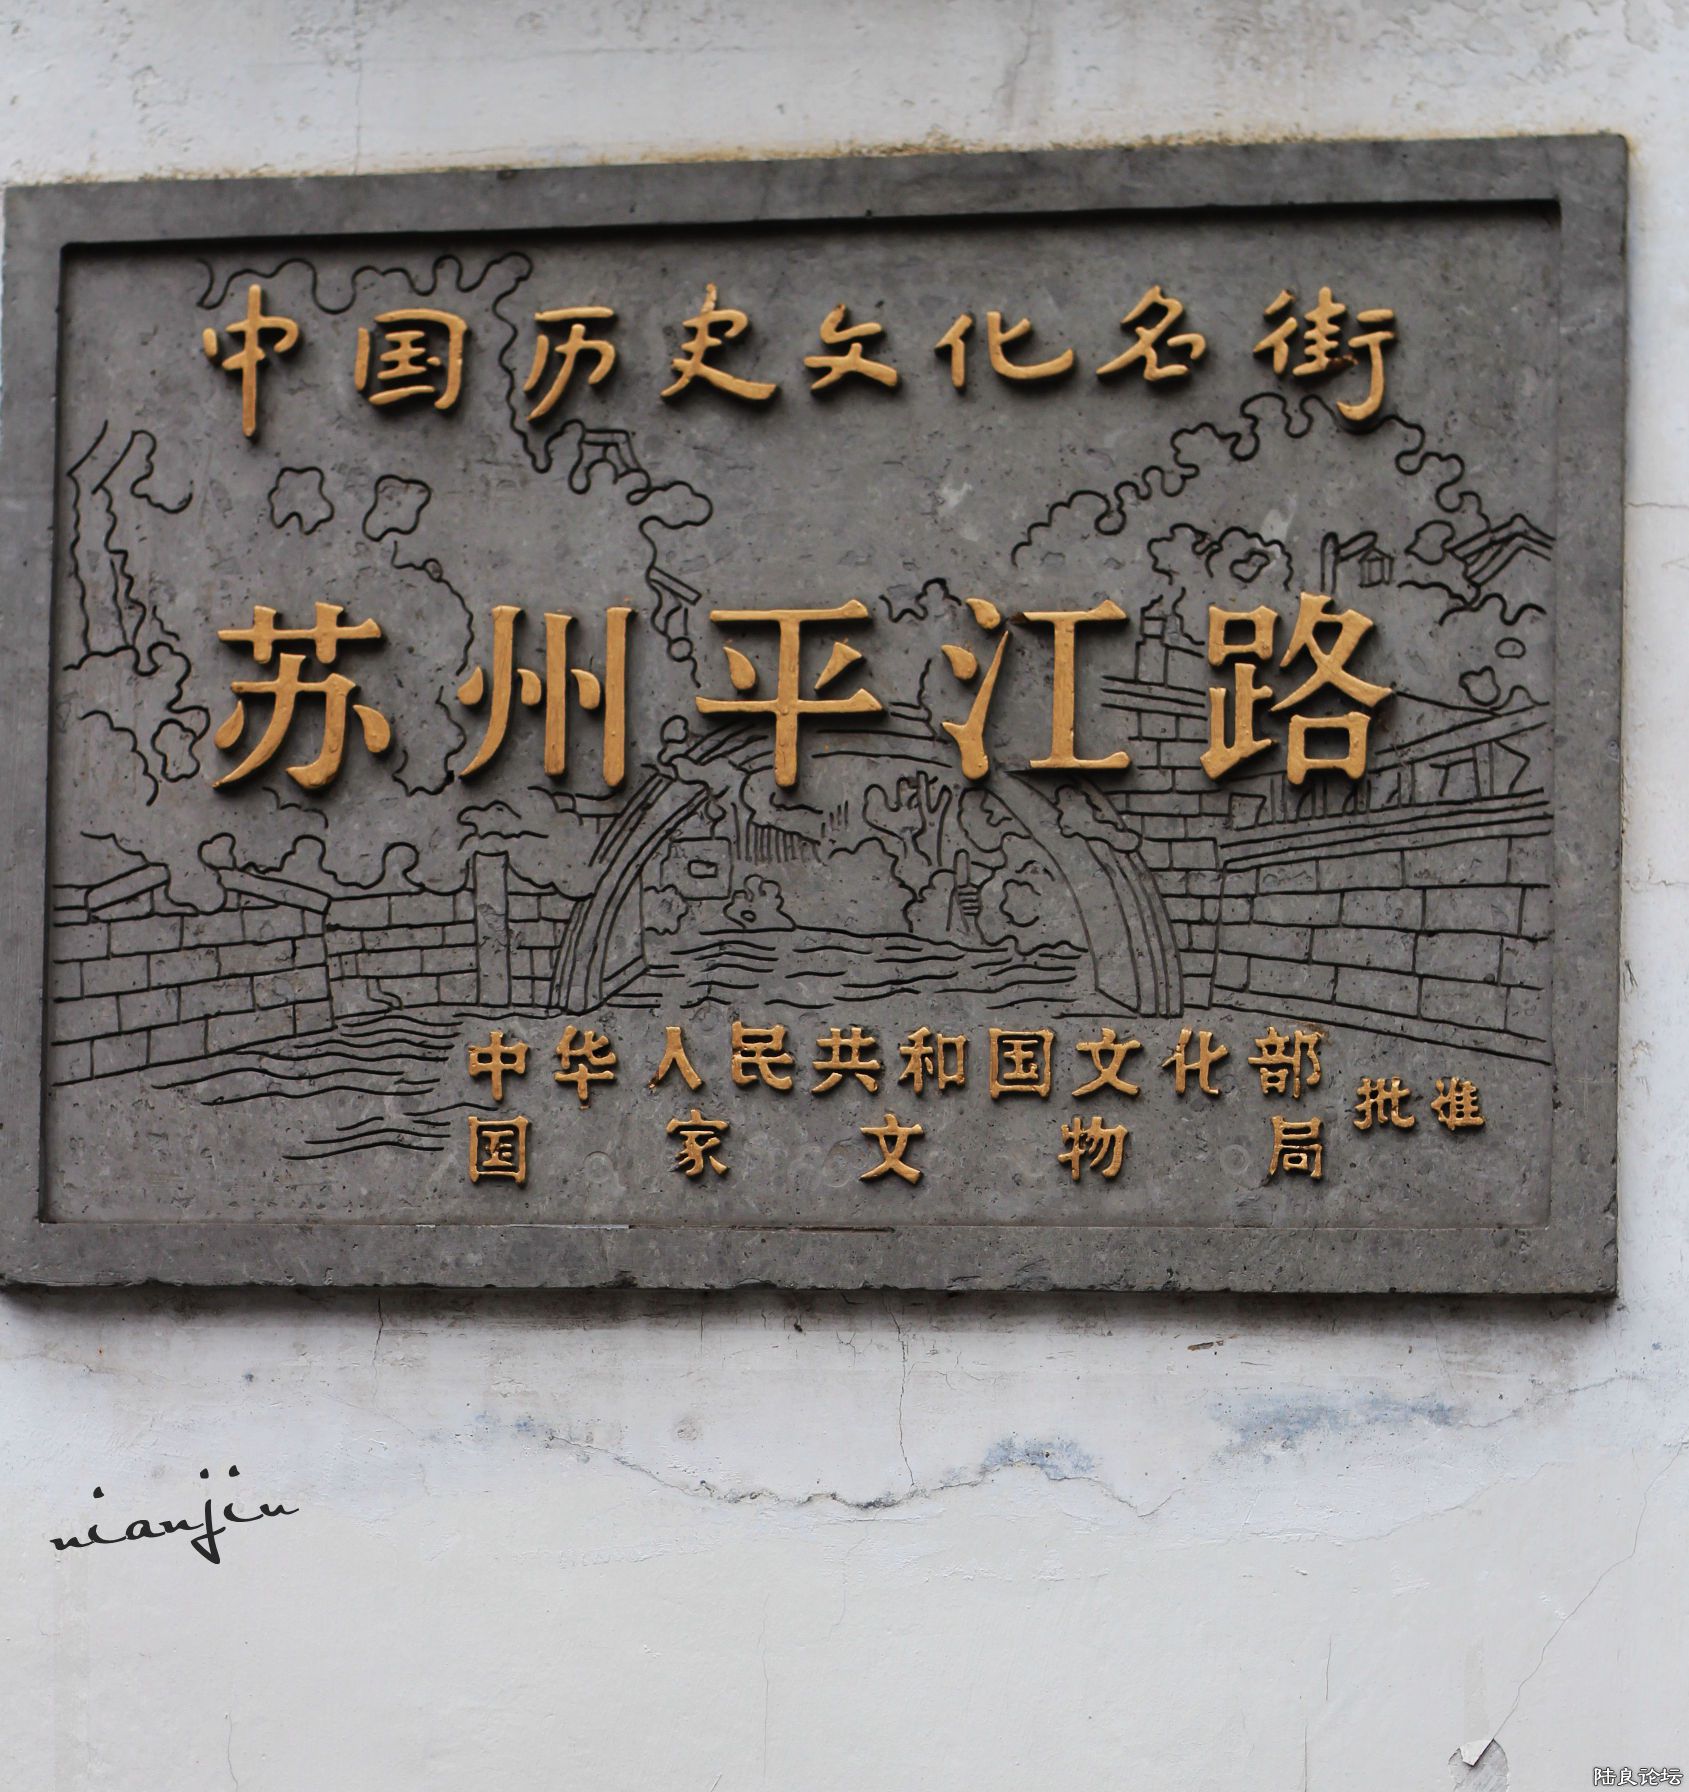 中国历史文化名街
苏州平江路
中华人民共和国文化部
国家文物局
批准
nianjin
陆良论坛